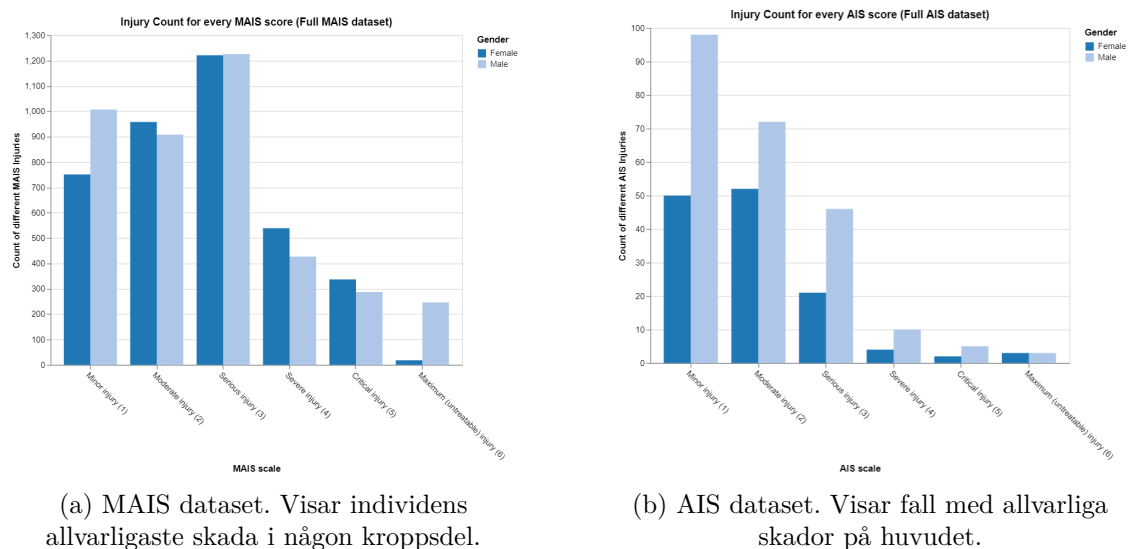 Injury Count for every MAIS score (Full MAIS dataset)
Gender
Female
Male
Count of different MAIS Injuries
1,300
1,200
1,100
1,000
900
800
700
600
500
400
300
200
100
0
Minor injury (1)
Moderate injury (2)
Serious injury (3)
Severe injury (4)
Critical injury (5)
Maximum (untreatable) injury (6)
MAIS scale
(a) MAIS dataset. Visar individens
allvarligaste skada i någon kroppsdel.
Injury Count for every AIS score (Full AIS dataset)
Gender
Female
Male
Count of different AIS Injuries
100
90
80
70
60
50
40
30
20
10
0
Minor injury (1)
Moderate injury (2)
Serious injury (3)
Severe injury (4)
Critical injury (5)
Maximum (untreatable) injury (6)
AIS scale
(b) AIS dataset. Visar fall med allvarliga
skador på huvudet.